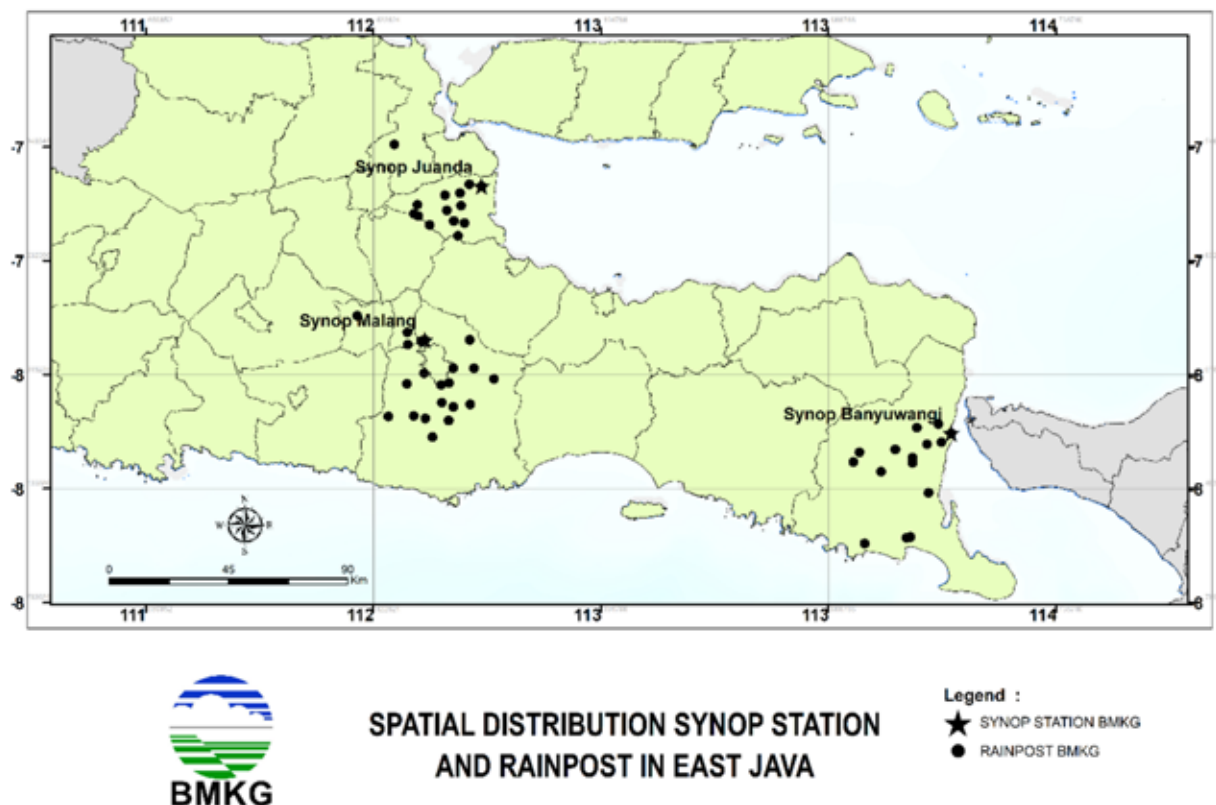 111 112 113 113 114
-7 -7
Synop Juanda
-7 -7
Synop Malang
-8 -8
Synop Banyuwangi
-8 -8
N
W E
S
0 45 90
Km
-8 -8
111 112 113 113 114
SPATIAL DISTRIBUTION SYNOP STATION
AND RAINPOST IN EAST JAVA
BMKG
Legend :
SYNOP STATION BMKG
RAINPOST BMKG